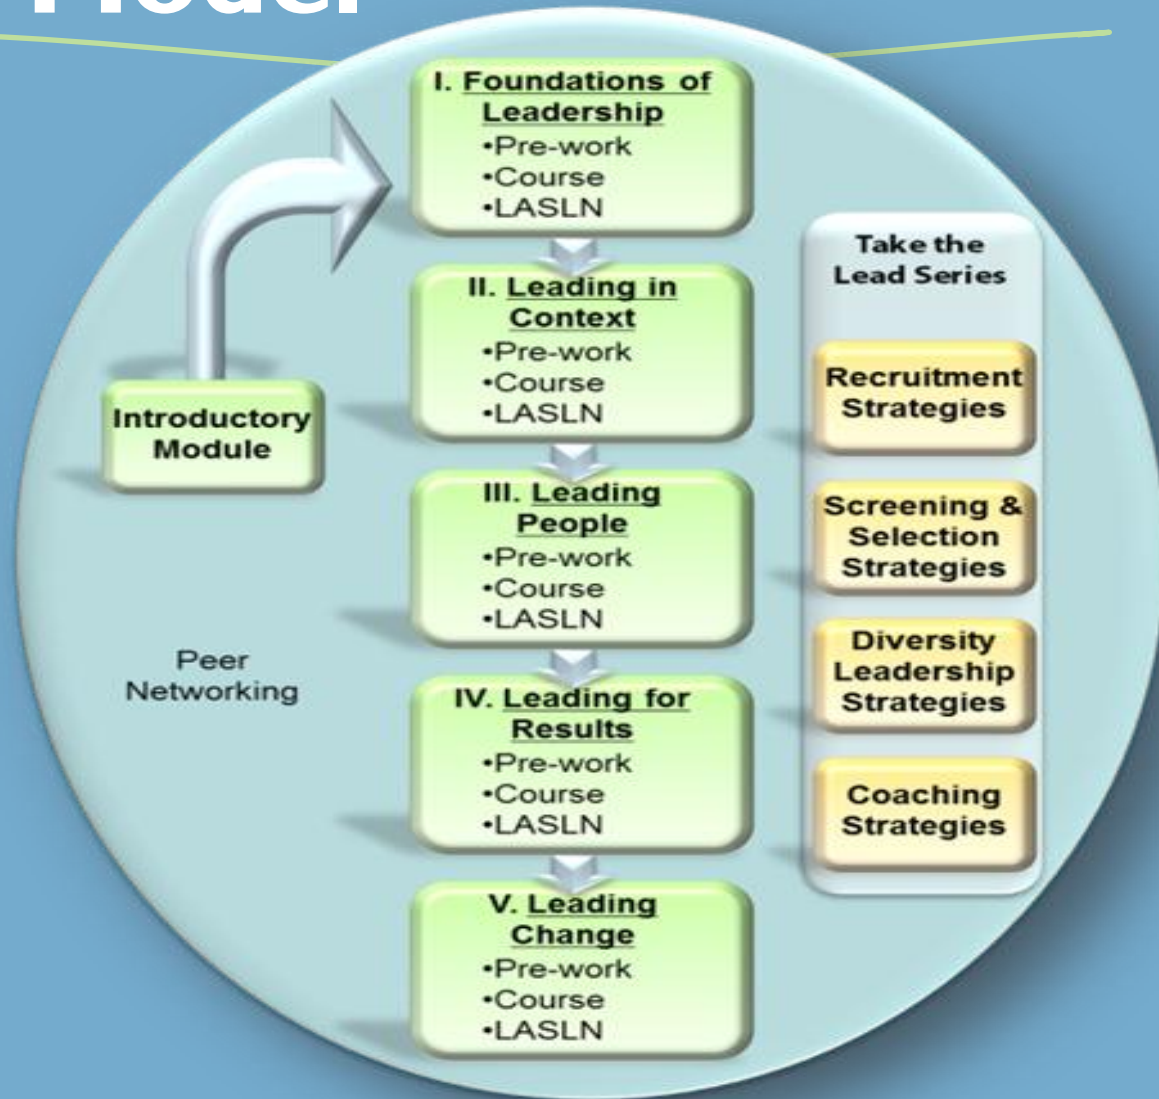 Model
I. Foundations of
Leadership
•Pre-work
•Course
•LASLN
II. Leading in
Context
•Pre-work
•Course
•LASLN
III. Leading
People
•Pre-work
•Course
•LASLN
IV. Leading for
Results
•Pre-work
•Course
•LASLN
V. Leading
Change
•Pre-work
•Course
•LASLN
Introductory
Module
Peer
Networking
Take the
Lead Series
Recruitment
Strategies
Screening &
Selection
Strategies
Diversity
Leadership
Strategies
Coaching
Strategies